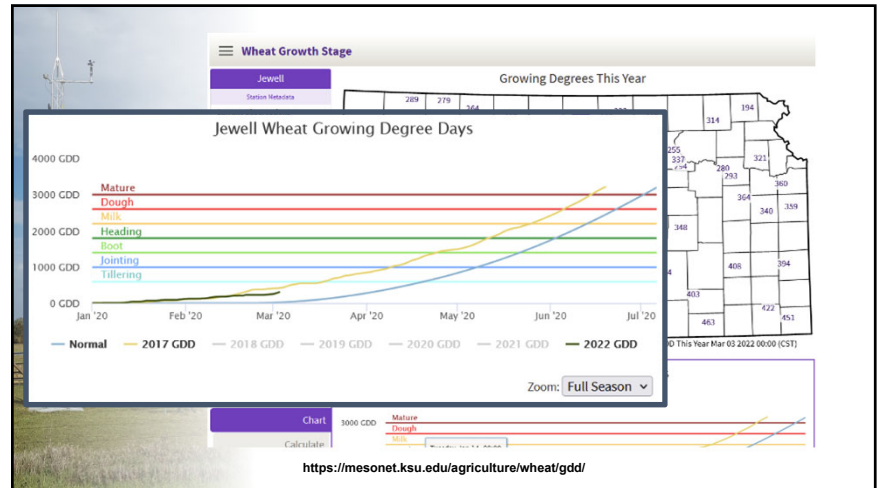 Wheat Growth Stage
Jewell
Station Metadata
Growing Degrees This Year
289 279
194
314
255
337
321
280
293
360
364
340 359
348
408 394
403
422
463 451
Jewell Wheat Growing Degree Days
4000 GDD
3000 GDD
2000 GDD
1000 GDD
0 GDD
Mature
Dough
Milk
Heading
Boot
Jointing
Tillering
Jan '20 Feb '20 Mar '20 Apr '20 May '20 Jun '20 Jul '20
Normal 2017 GDD 2018 GDD 2019 GDD 2020 GDD 2021 GDD 2022 GDD
Zoom: Full Season
D This Year Mar 03 2022 00:00 (CST)
Chart
Calculate
3000 GDD
Mature
Dough
Milk
https://mesonet.ksu.edu/agriculture/wheat/gdd/